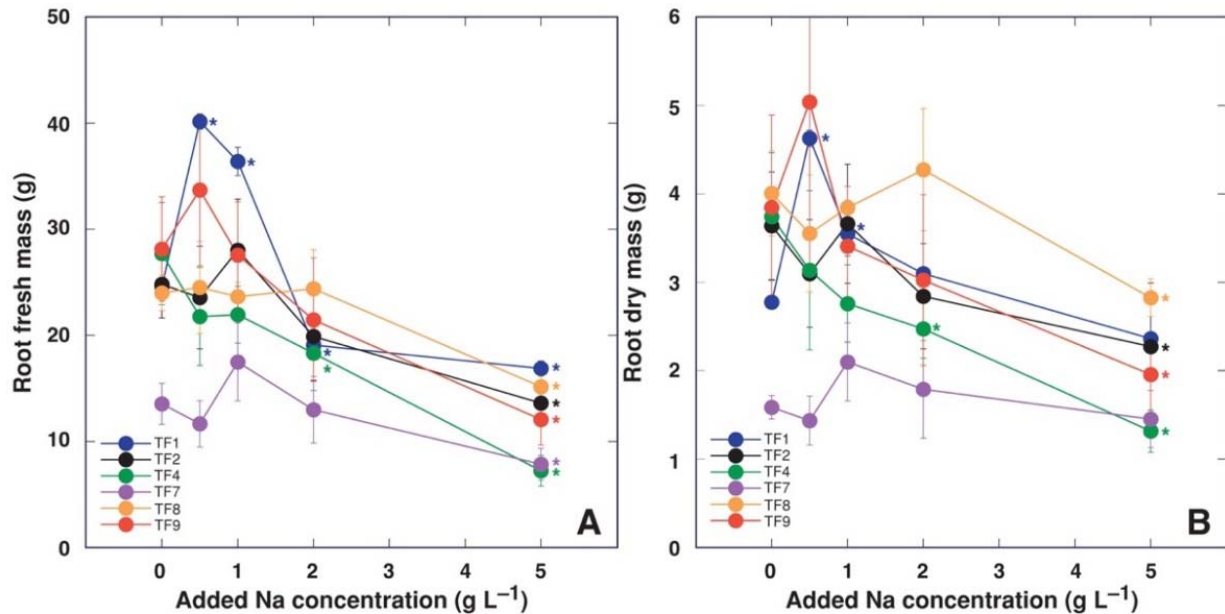 50
40
30
20
10
0
Root fresh mass (g)
*
*
*
*
*
*
*
*
*
*
TF1
TF2
TF4
TF7
TF8
TF9
A
0 1 2 3 4 5
Added Na concentration (g L⁻¹)
6
5
4
3
2
1
0
Root dry mass (g)
*
*
*
*
*
*
*
TF1
TF2
TF4
TF7
TF8
TF9
B
0 1 2 3 4 5
Added Na concentration (g L⁻¹)